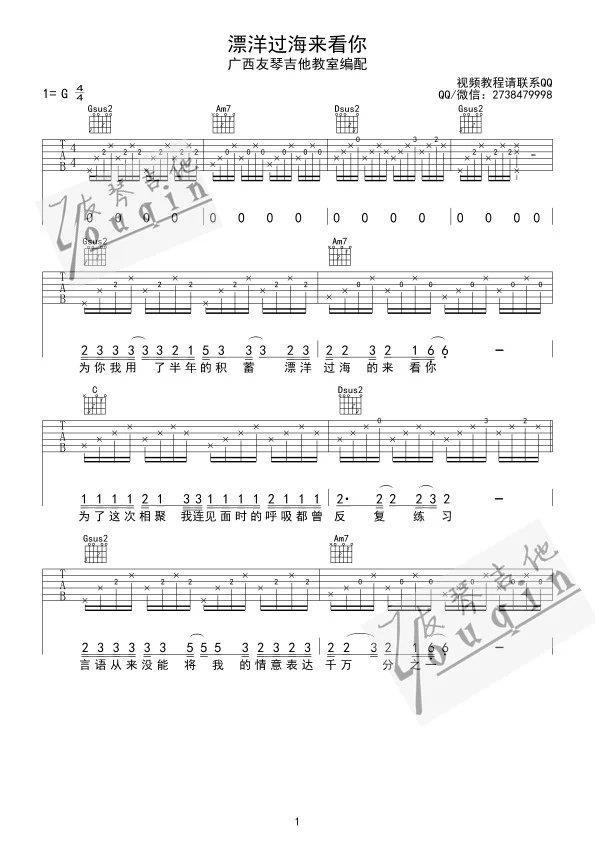 漂洋过海来看你
广西友琴吉他教室编配
1= G 4/4
视频教程请联系QQ
QQ/微信：2738479998
Gsus2 Am7 Dsus2 Gsus2
T A B 4 4
0 0 0 0 0 0 0 0 0 0 0 0 0 0 0 0
友琴吉他
Youqin
Gsus2 Am7
T A B
2 3 3 3 3 3 2 1 5 3 3 3 2 3 2 3 3 2 1 6 6 —
为你我用 了半年的积 蓄 漂洋 过海 的来 看你
C Dsus2
T A B
1 1 1 1 2 1 3 3 1 1 1 1 2 1 1 1 2· 2 2 2 3 2 —
为了这次相聚 我连见面时的呼吸都曾 反 复 练 习
Gsus2 Am7
T A B
2 3 3 3 3 3 5 5 5 3 2 2 2 2 3 2 3 2 2 1 6 6 —
言语从来没能 将 我 的情意表达 千万 分 之一
友琴吉他
Youqin
1